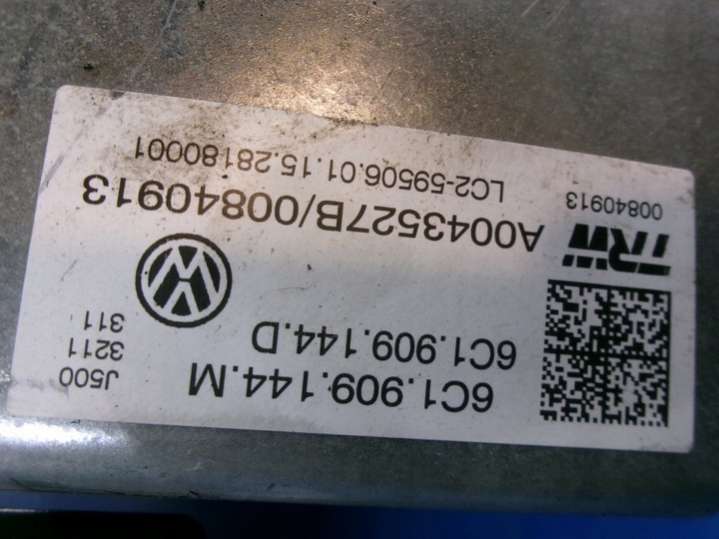 6C1.909.144.M
J500
6C1.909.144.D
3211
311
TRW
A0043527B/00840913
00840913
LC2-59506.01.15.28180001